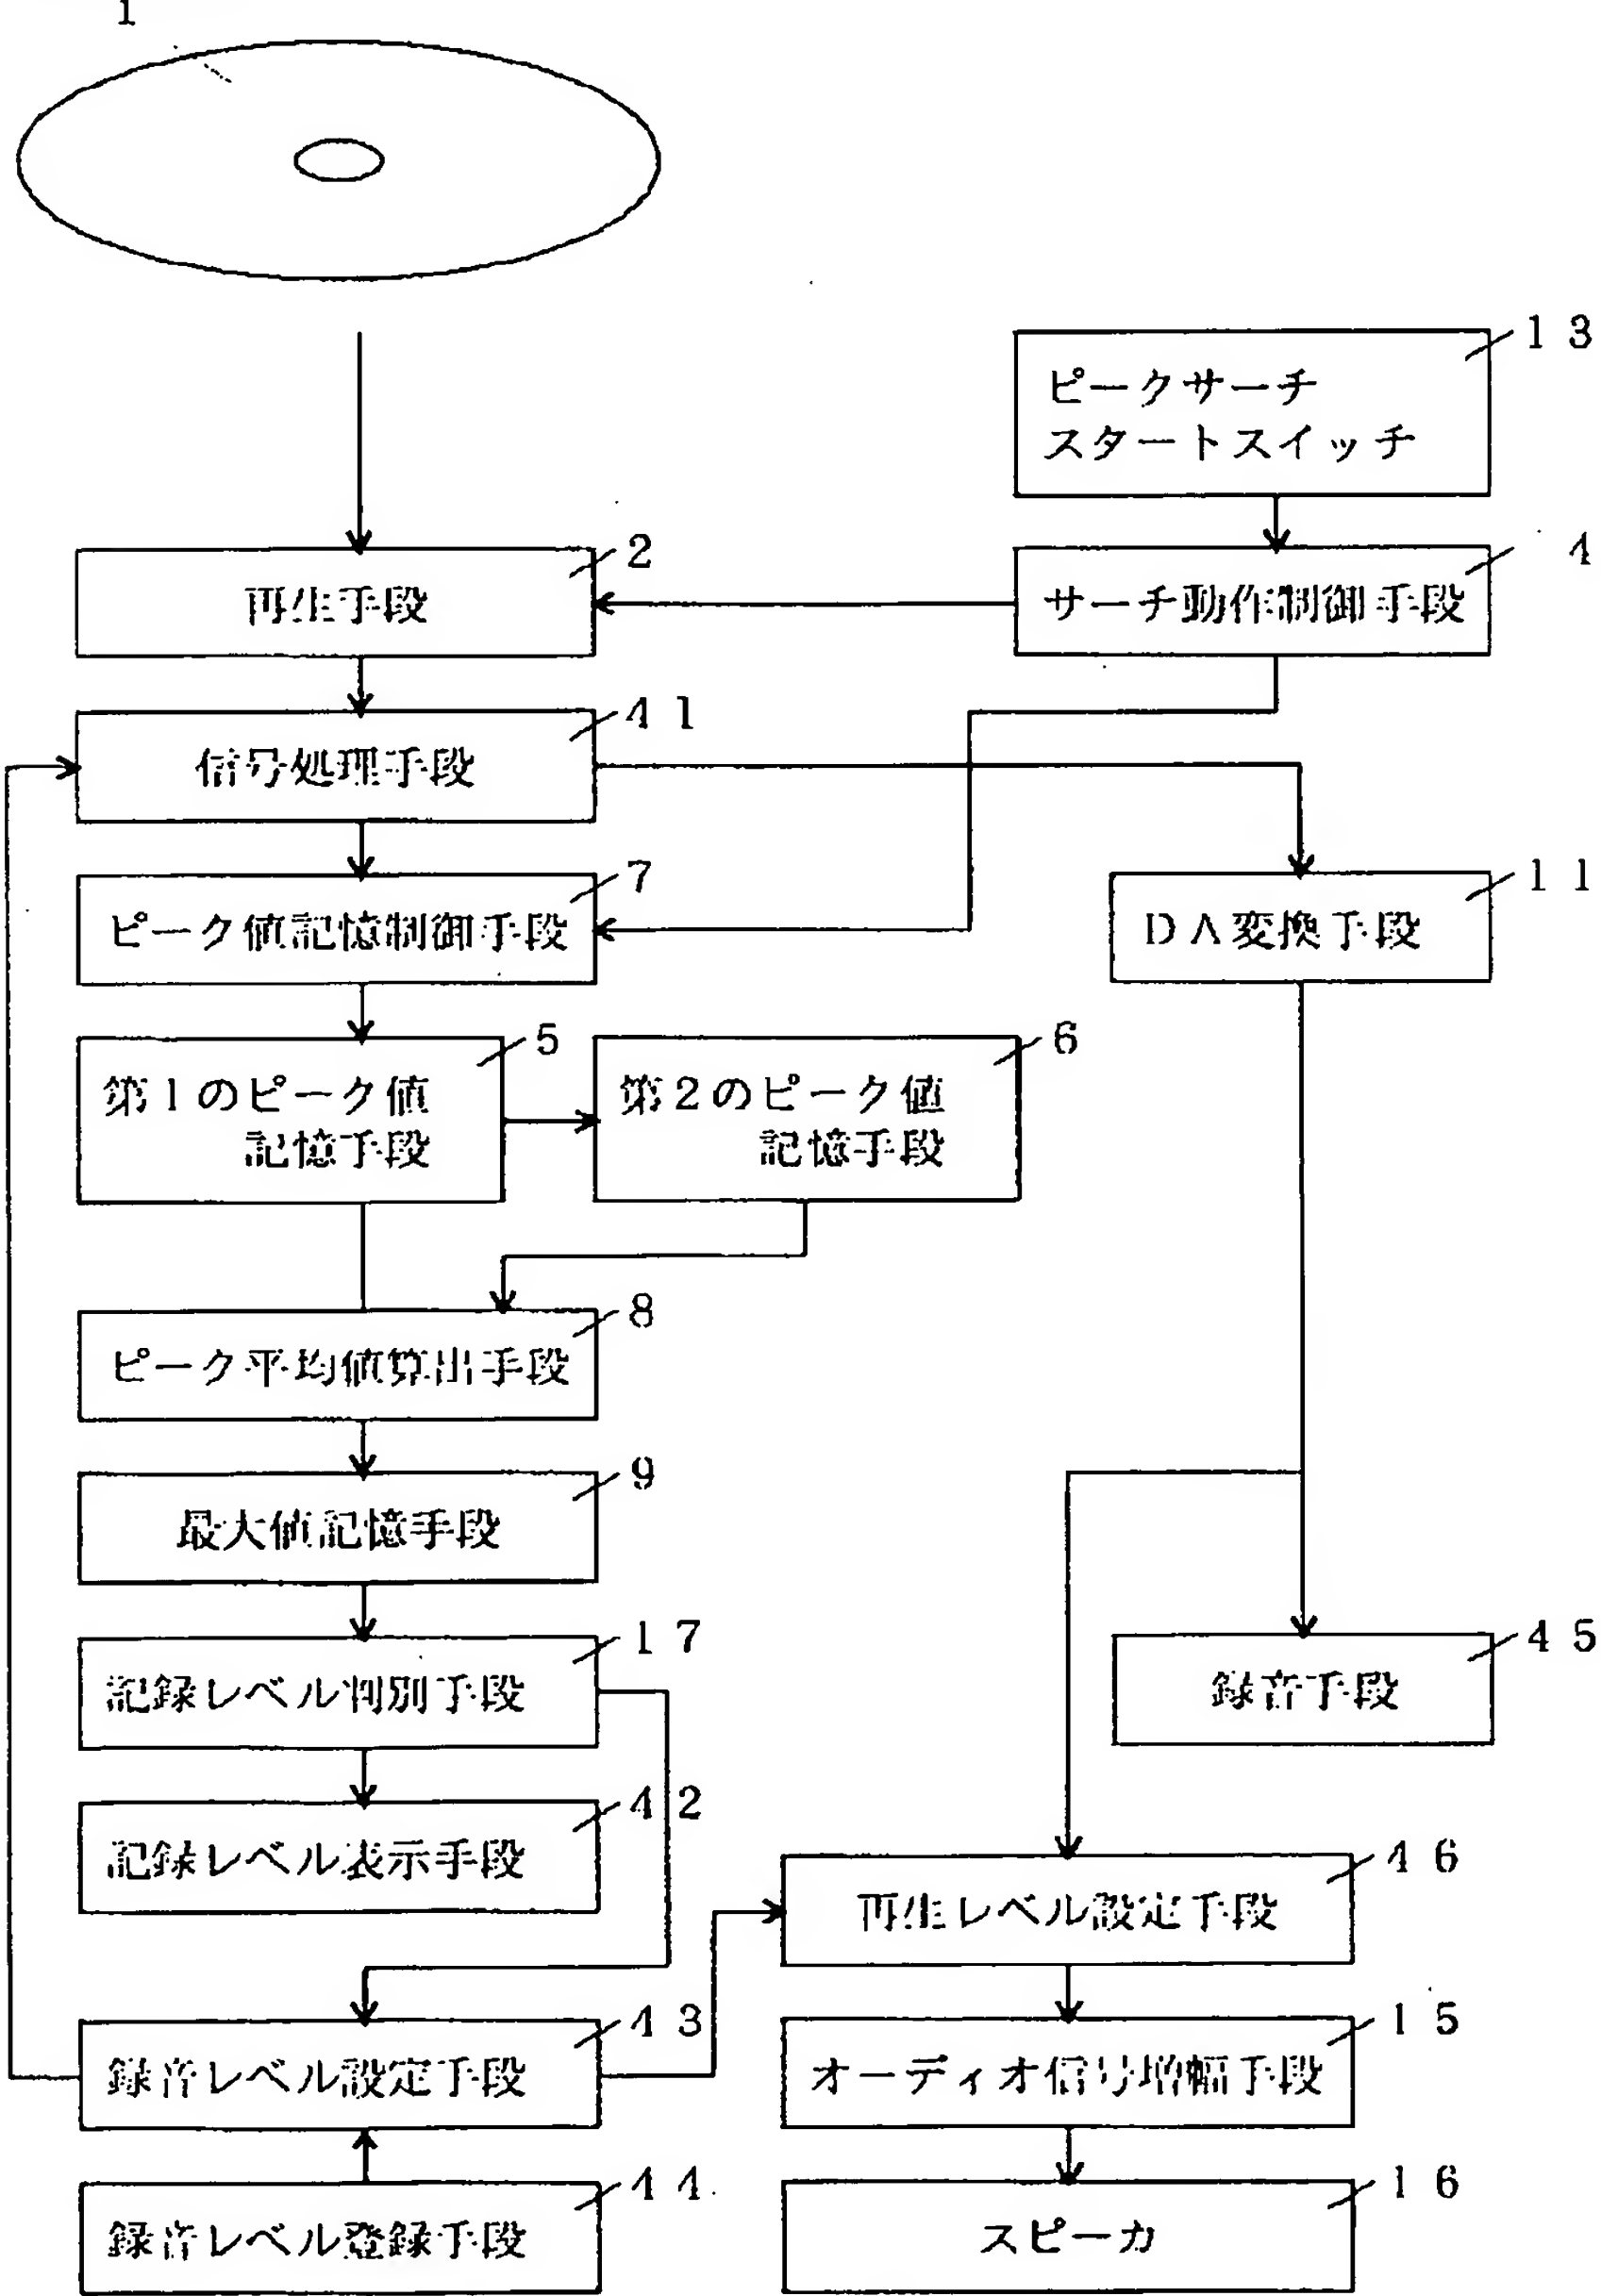 1
13
ピークサーチ
スタートスイッチ
2
再生手段
4
サーチ動作制御手段
41
信号処理手段
7
ピーク値記憶制御手段
11
DA変換手段
5
第1のピーク値
記憶手段
6
第2のピーク値
記憶手段
8
ピーク平均値算出手段
9
最大値記憶手段
17
記録レベル判別手段
45
録音手段
42
記録レベル表示手段
46
再生レベル設定手段
43
録音レベル設定手段
15
オーディオ信号増幅手段
44
録音レベル登録手段
16
スピーカ